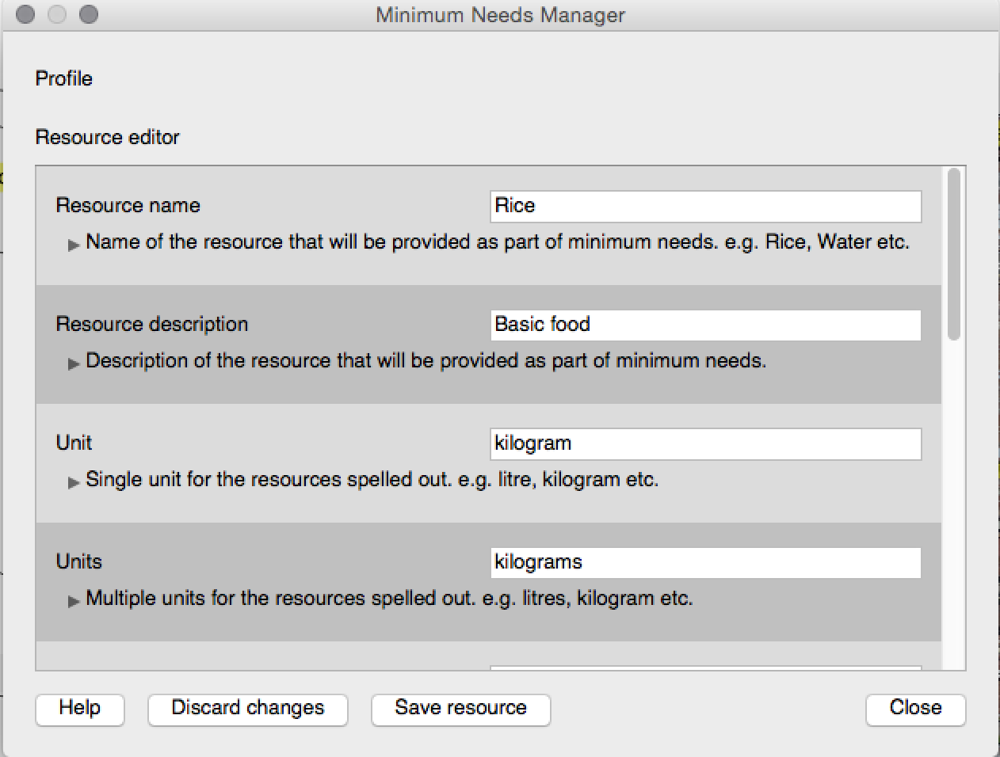 Minimum Needs Manager
Profile
Resource editor
Resource name
Rice
Name of the resource that will be provided as part of minimum needs. e.g. Rice, Water etc.
Resource description
Basic food
Description of the resource that will be provided as part of minimum needs.
Unit
kilogram
Single unit for the resources spelled out. e.g. litre, kilogram etc.
Units
kilograms
Multiple units for the resources spelled out. e.g. litres, kilogram etc.
Help
Discard changes
Save resource
Close